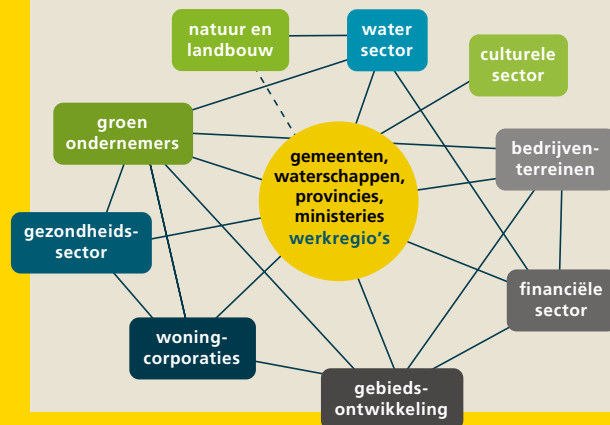 natuur en
landbouw
water
sector
culturele
sector
groen
ondernemers
gemeenten,
waterschappen,
provincies,
ministeries
werkregio's
bedrijven-
terreinen
gezondheids-
sector
financiële
sector
woning-
corporaties
gebieds-
ontwikkeling